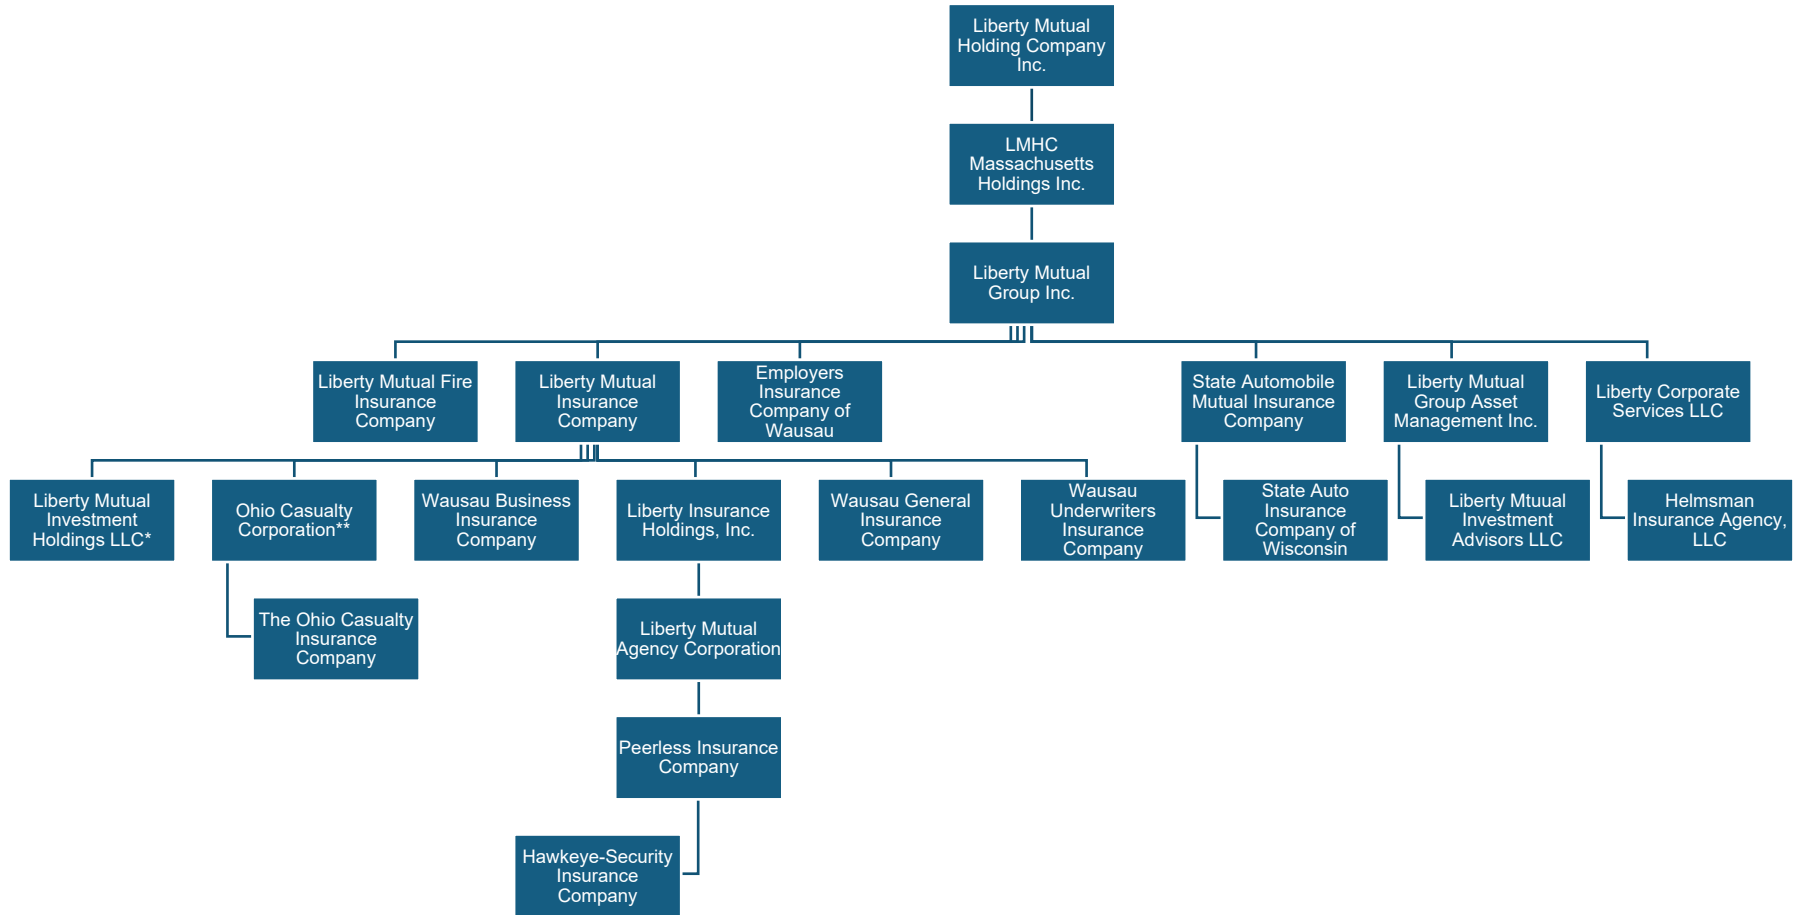 Liberty Mutual
Holding Company
Inc.
LMHC
Massachusetts
Holdings Inc.
Liberty Mutual
Group Inc.
Liberty Mutual Fire
Insurance
Company
Liberty Mutual
Insurance
Company
Employers
Insurance
Company of
Wausau
State Automobile
Mutual Insurance
Company
Liberty Mutual
Group Asset
Management Inc.
Liberty Corporate
Services LLC
Liberty Mutual
Investment
Holdings LLC*
Ohio Casualty
Corporation**
Wausau Business
Insurance
Company
Liberty Insurance
Holdings, Inc.
Wausau General
Insurance
Company
Wausau
Underwriters
Insurance
Company
State Auto
Insurance
Company of
Wisconsin
Liberty Mtuual
Investment
Advisors LLC
Helmsman
Insurance Agency,
LLC
The Ohio Casualty
Insurance
Company
Liberty Mutual
Agency Corporation
Peerless Insurance
Company
Hawkeye-Security
Insurance
Company